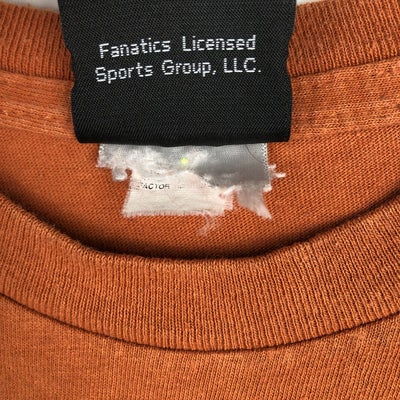 Fanatics Licensed
Sports Group, LLC.